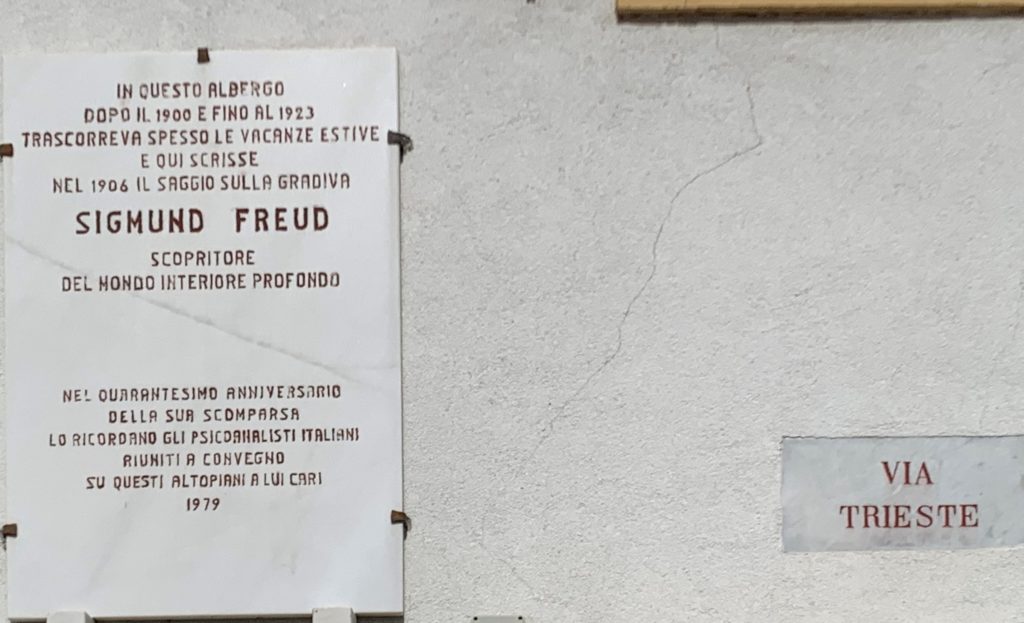 IN QUESTO ALBERGO
DOPO IL 1900 E FINO AL 1923
TRASCORREVA SPESSO LE VACANZE ESTIVE
E QUI SCRISSE
NEL 1906 IL SAGGIO SULLA GRADIVA
SIGMUND FREUD
SCOPRITORE
DEL MONDO INTERIORE PROFONDO
NEL QUARANTESIMO ANNIVERSARIO
DELLA SUA SCOMPARSA
LO RICORDANO GLI PSICOANALISTI ITALIANI
RIUNITI A CONVEGNO
SU QUESTI ALTOPIANI A LUI CARI
1979
VIA
TRIESTE